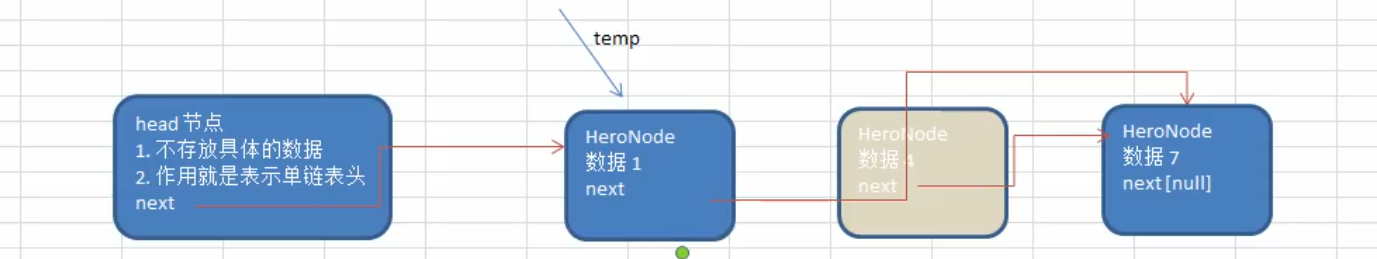 temp
head 节点
1. 不存放具体的数据
2. 作用就是表示单链表头
next
HeroNode
数据 1
next
HeroNode
数据 4
next
HeroNode
数据 7
next [null]